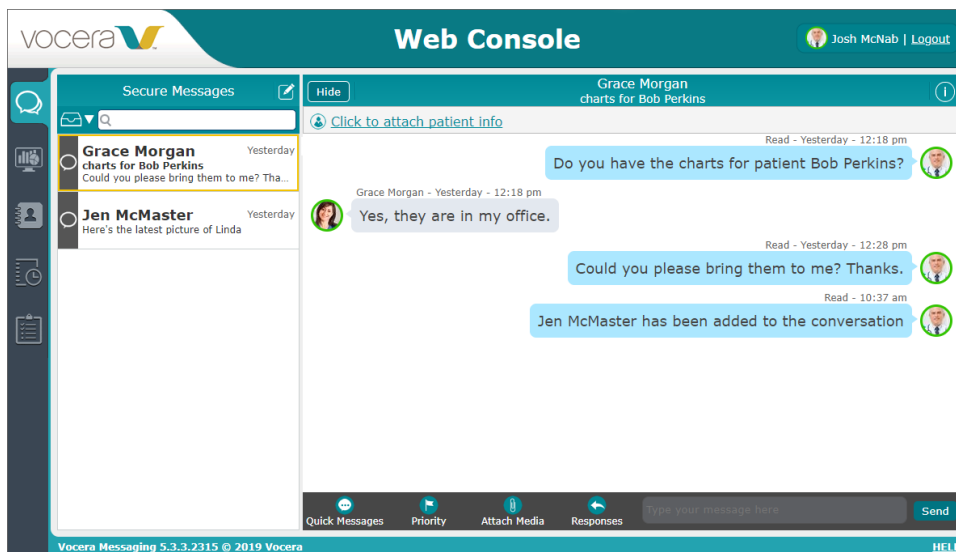 vocera
Web Console
Josh McNab | Logout
Secure Messages
Hide
Grace Morgan
charts for Bob Perkins
Click to attach patient info
Grace Morgan
Yesterday
charts for Bob Perkins
Could you please bring them to me? Tha...
Jen McMaster
Yesterday
Here's the latest picture of Linda
Read - Yesterday - 12:18 pm
Do you have the charts for patient Bob Perkins?
Grace Morgan - Yesterday - 12:18 pm
Yes, they are in my office.
Read - Yesterday - 12:28 pm
Could you please bring them to me? Thanks.
Read - 10:37 am
Jen McMaster has been added to the conversation
Quick Messages
Priority
Attach Media
Responses
Type your message here
Send
Vocera Messaging 5.3.3.2315 © 2019 Vocera
HELP